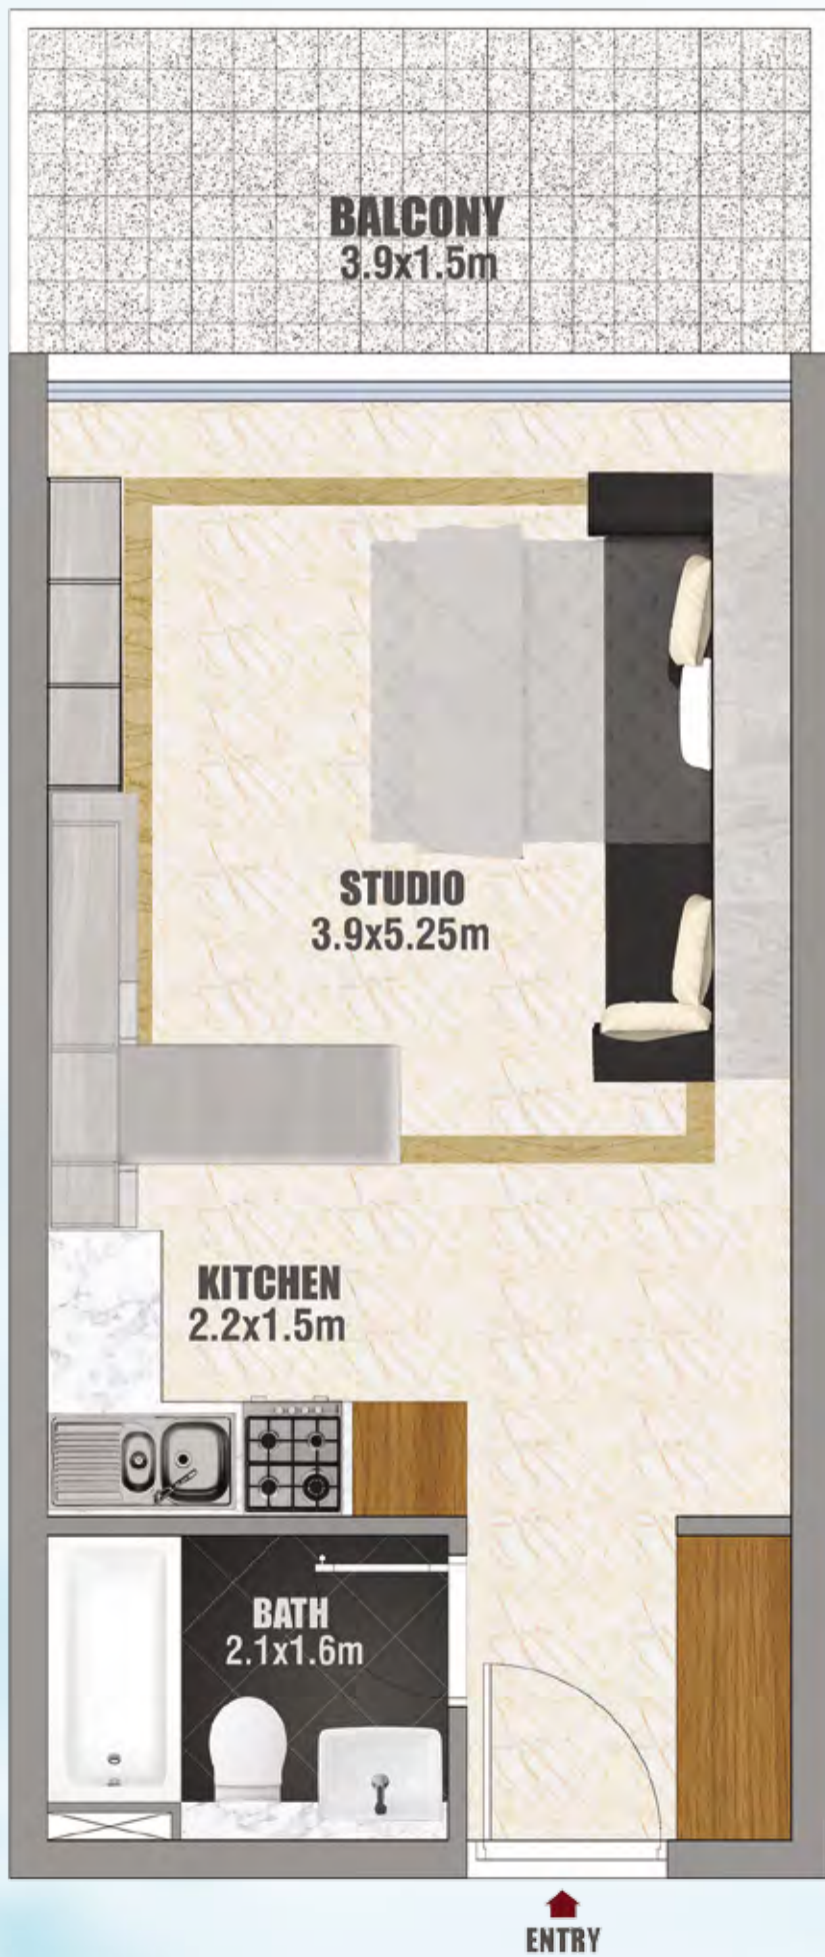 BALCONY
3.9x1.5m
STUDIO
3.9x5.25m
KITCHEN
2.2x1.5m
BATH
2.1x1.6m
ENTRY